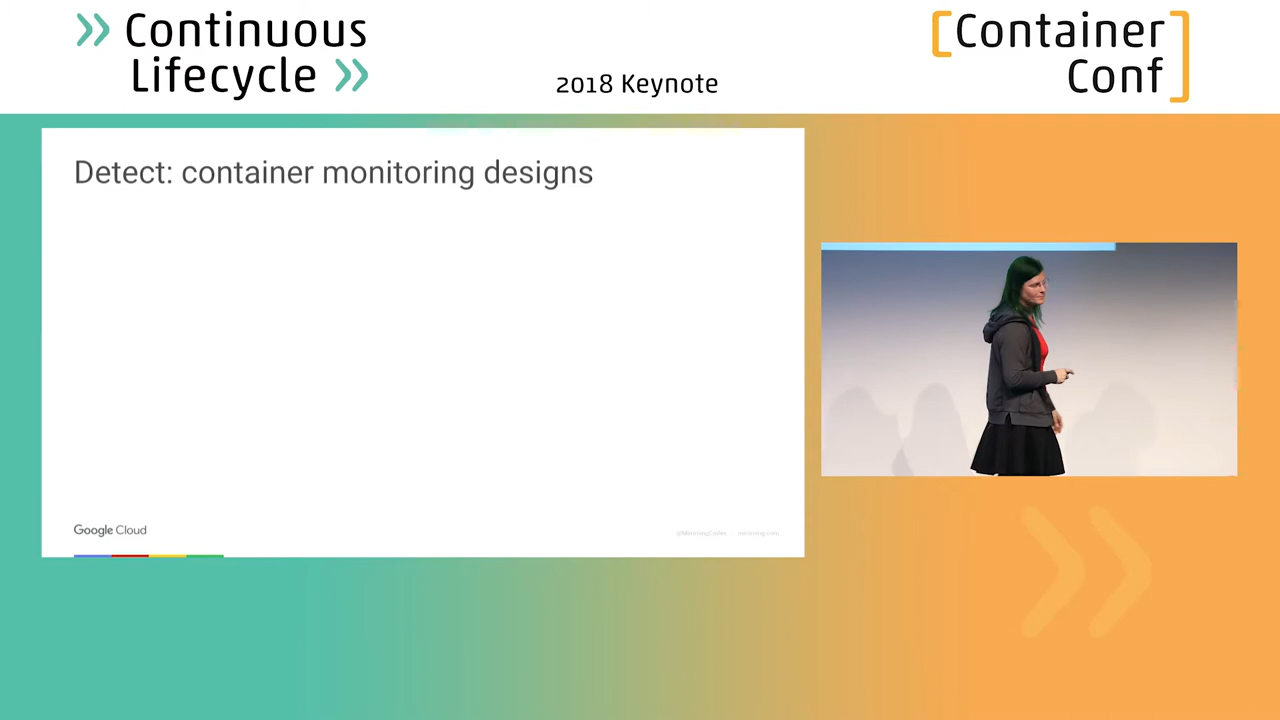 Continuous
Lifecycle
2018 Keynote
[Container
Conf]
Detect: container monitoring designs
Google Cloud